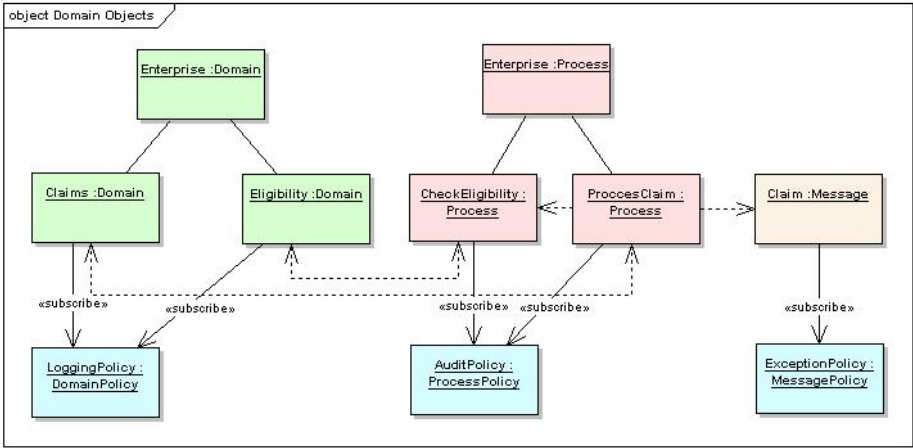 object Domain Objects
Enterprise :Domain
Enterprise :Process
Claims :Domain
Eligibility :Domain
CheckEligibility :
Process
ProccesClaim :
Process
Claim :Message
«subscribe»
«subscribe»
«subscribe»
«subscribe»
«subscribe»
LoggingPolicy :
DomainPolicy
AuditPolicy :
ProcessPolicy
ExceptionPolicy :
MessagePolicy